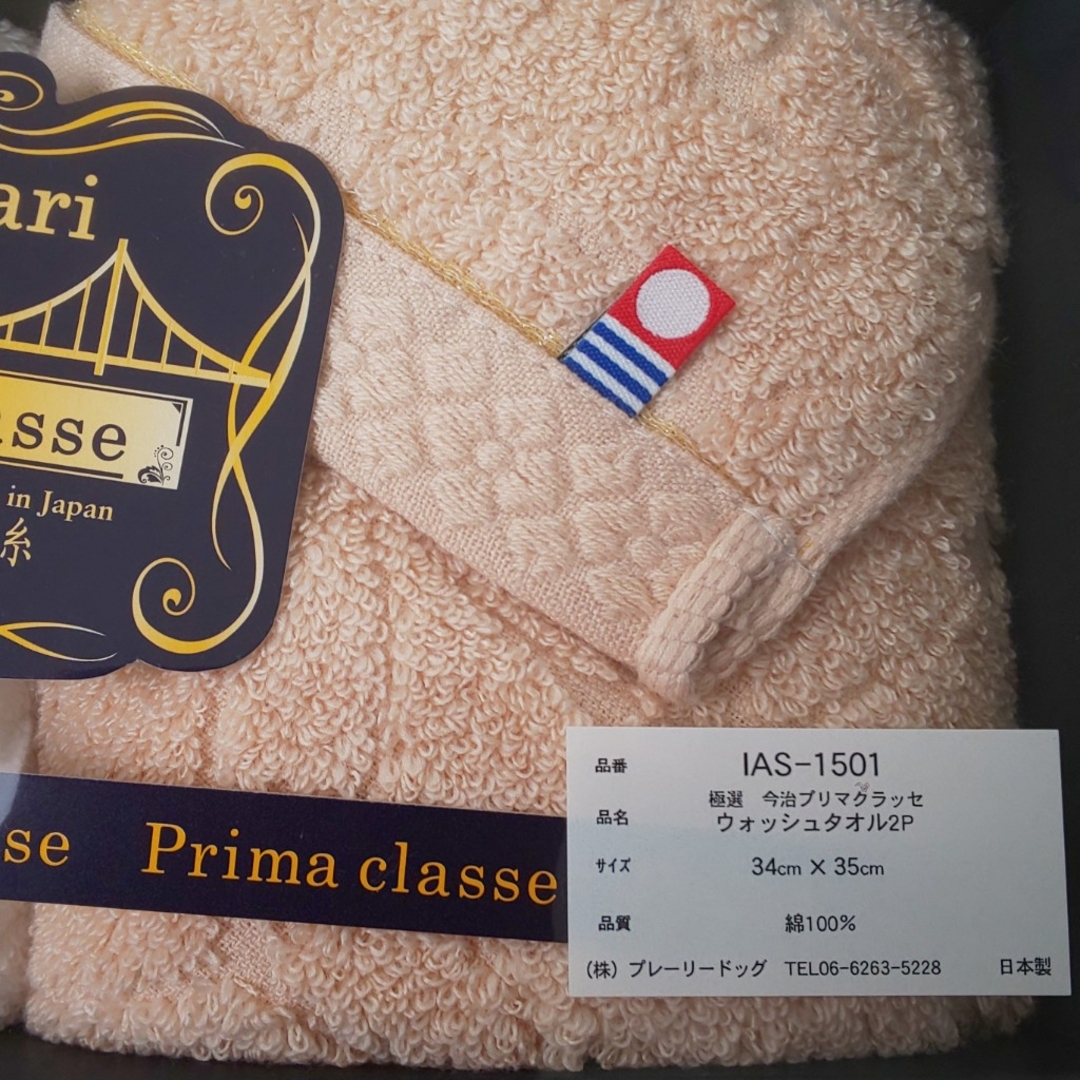 ari
asse
in Japan
糸
se Prima classe
品番 IAS-1501
極選 今治プリマクラッセ
品名 ウォッシュタオル2P
サイズ 34cm × 35cm
品質 綿100%
(株) プレーリードッグ TEL06-6263-5228 日本製